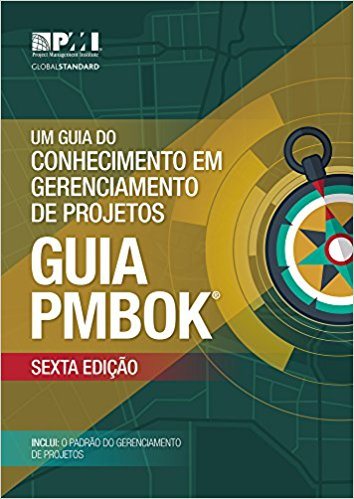 PMI
Project Management Institute
GLOBALSTANDARD
UM GUIA DO
CONHECIMENTO EM
GERENCIAMENTO
DE PROJETOS
GUIA
PMBOK®
SEXTA EDIÇÃO
INCLUI: O PADRÃO DO GERENCIAMENTO
DE PROJETOS